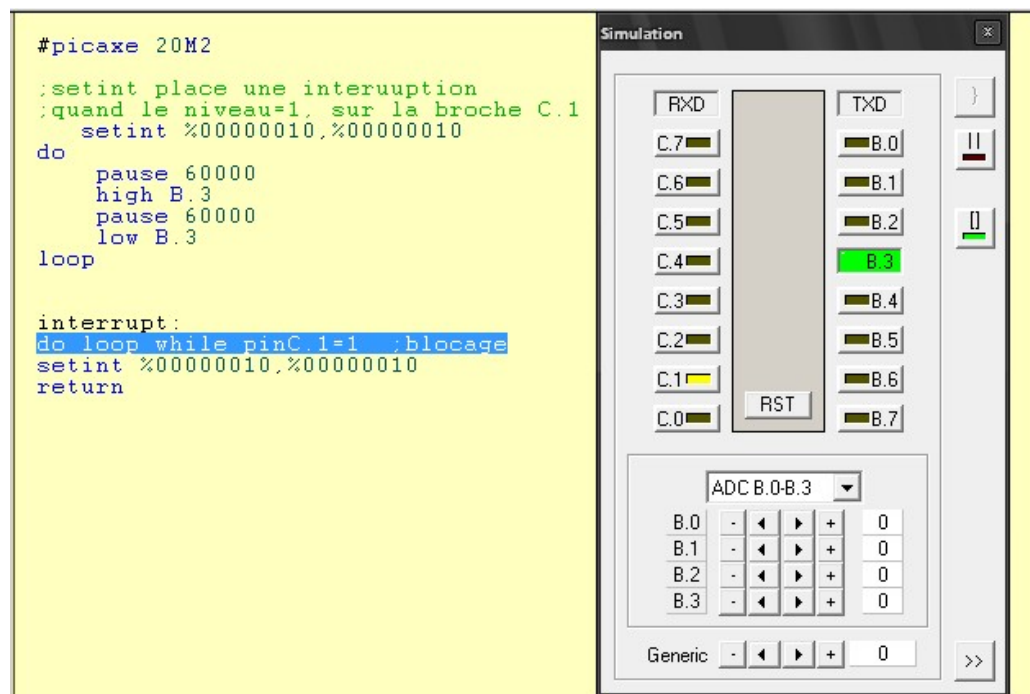 #picaxe 20M2
;setint place une interuuption
;quand le niveau=1, sur la broche C.1
setint %00000010,%00000010
do
pause 60000
high B.3
pause 60000
low B.3
loop
interrupt:
do loop while pinC.1=1 ;blocage
setint %00000010,%00000010
return
Simulation x
RXD TXD }
C.7 B.0 ||
C.6 B.1
C.5 B.2 []
C.4 B.3
C.3 B.4
C.2 B.5
C.1 B.6
C.0 RST B.7
ADC B.0-B.3
B.0 - + 0
B.1 - + 0
B.2 - + 0
B.3 - + 0
Generic - + 0 >>